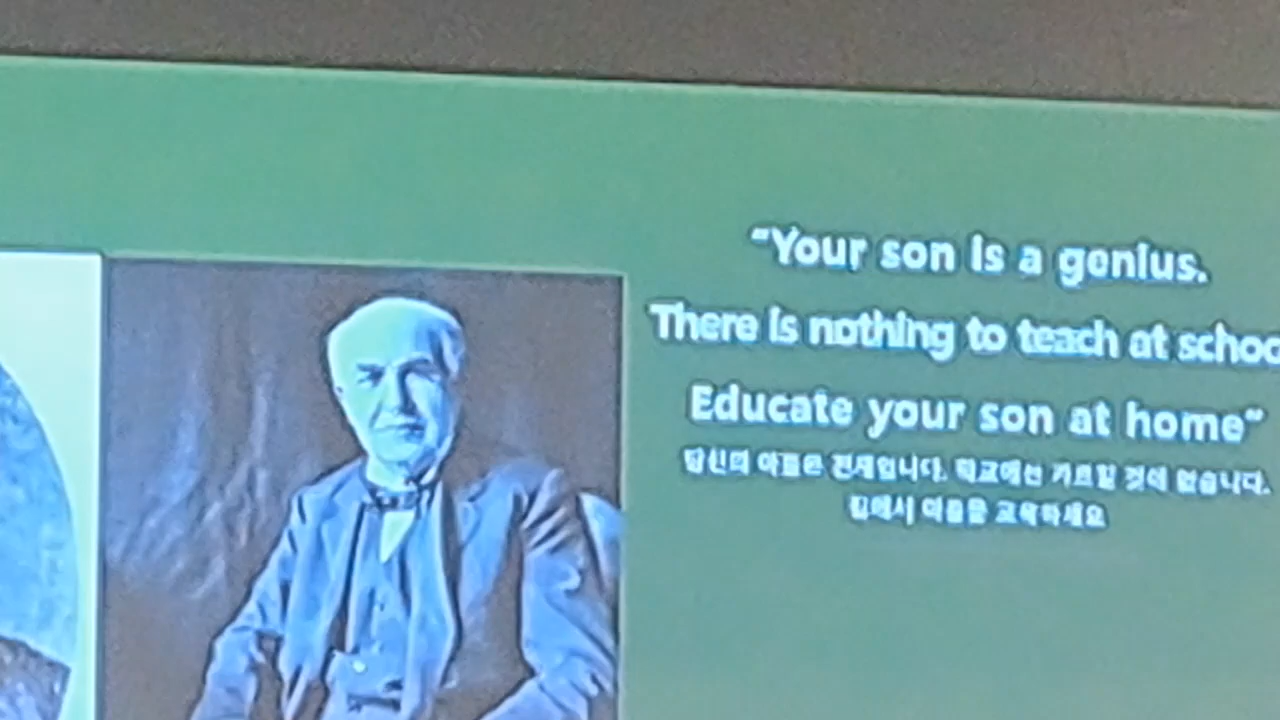 “Your son is a genius.
There is nothing to teach at schoo
Educate your son at home”
당신의 아들은 천재입니다. 학교에선 가르칠 것이 없습니다.
집에서 아들을 교육하세요